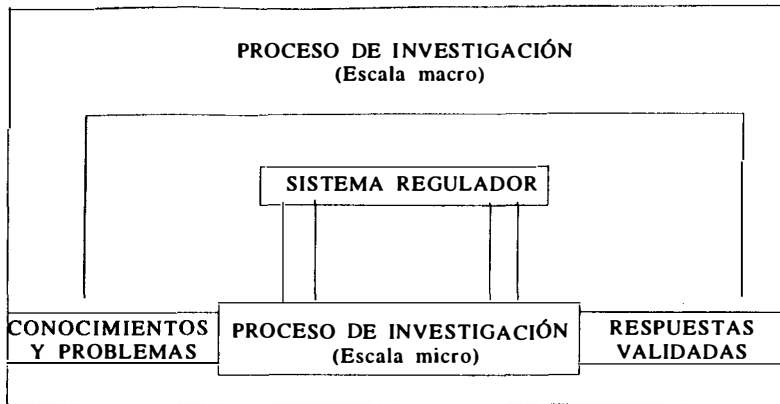 PROCESO DE INVESTIGACIÓN
(Escala macro)
SISTEMA REGULADOR
CONOCIMIENTOS
Y PROBLEMAS
PROCESO DE INVESTIGACIÓN
(Escala micro)
RESPUESTAS
VALIDADAS